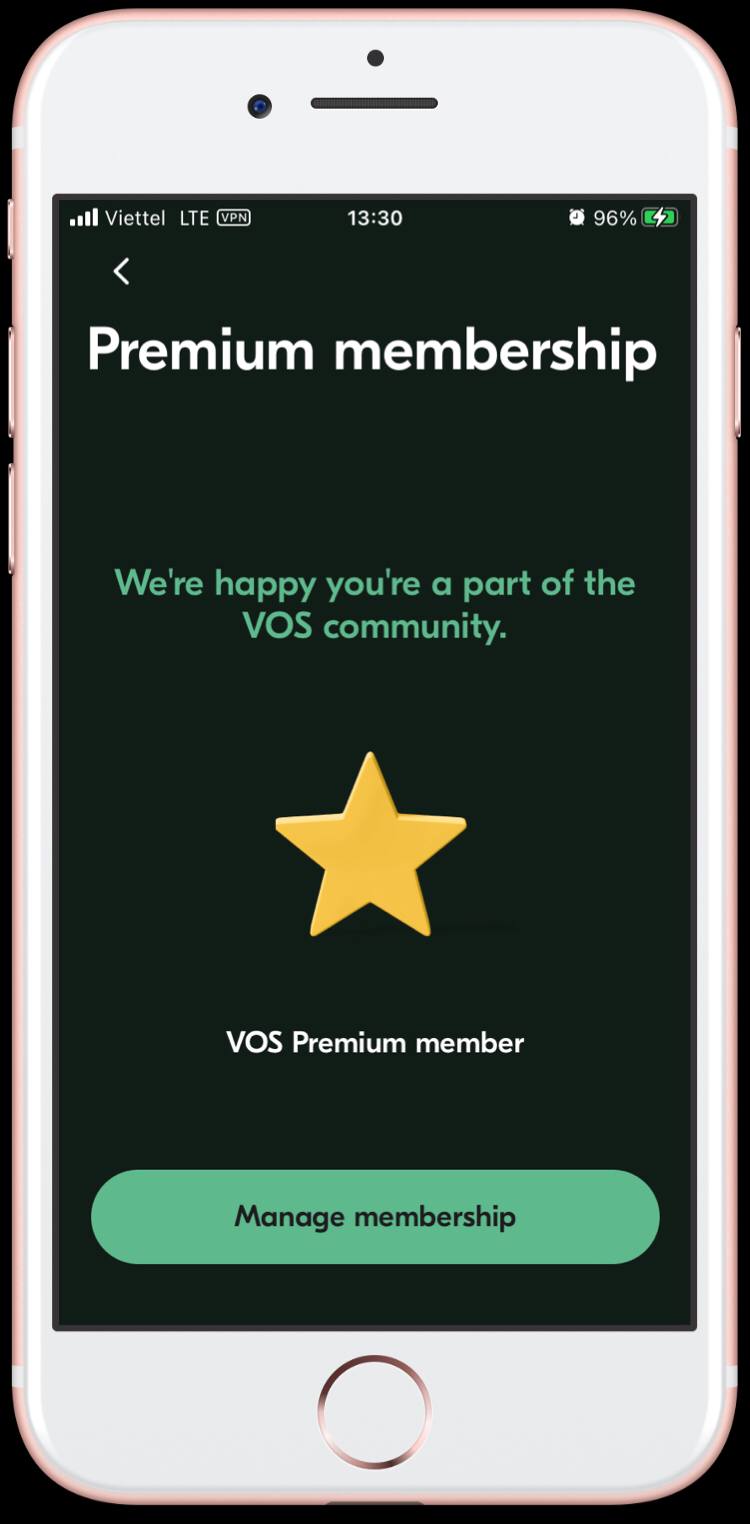 Viettel LTE VPN 13:30 96%
Premium membership
We're happy you're a part of the
VOS community.
VOS Premium member
Manage membership